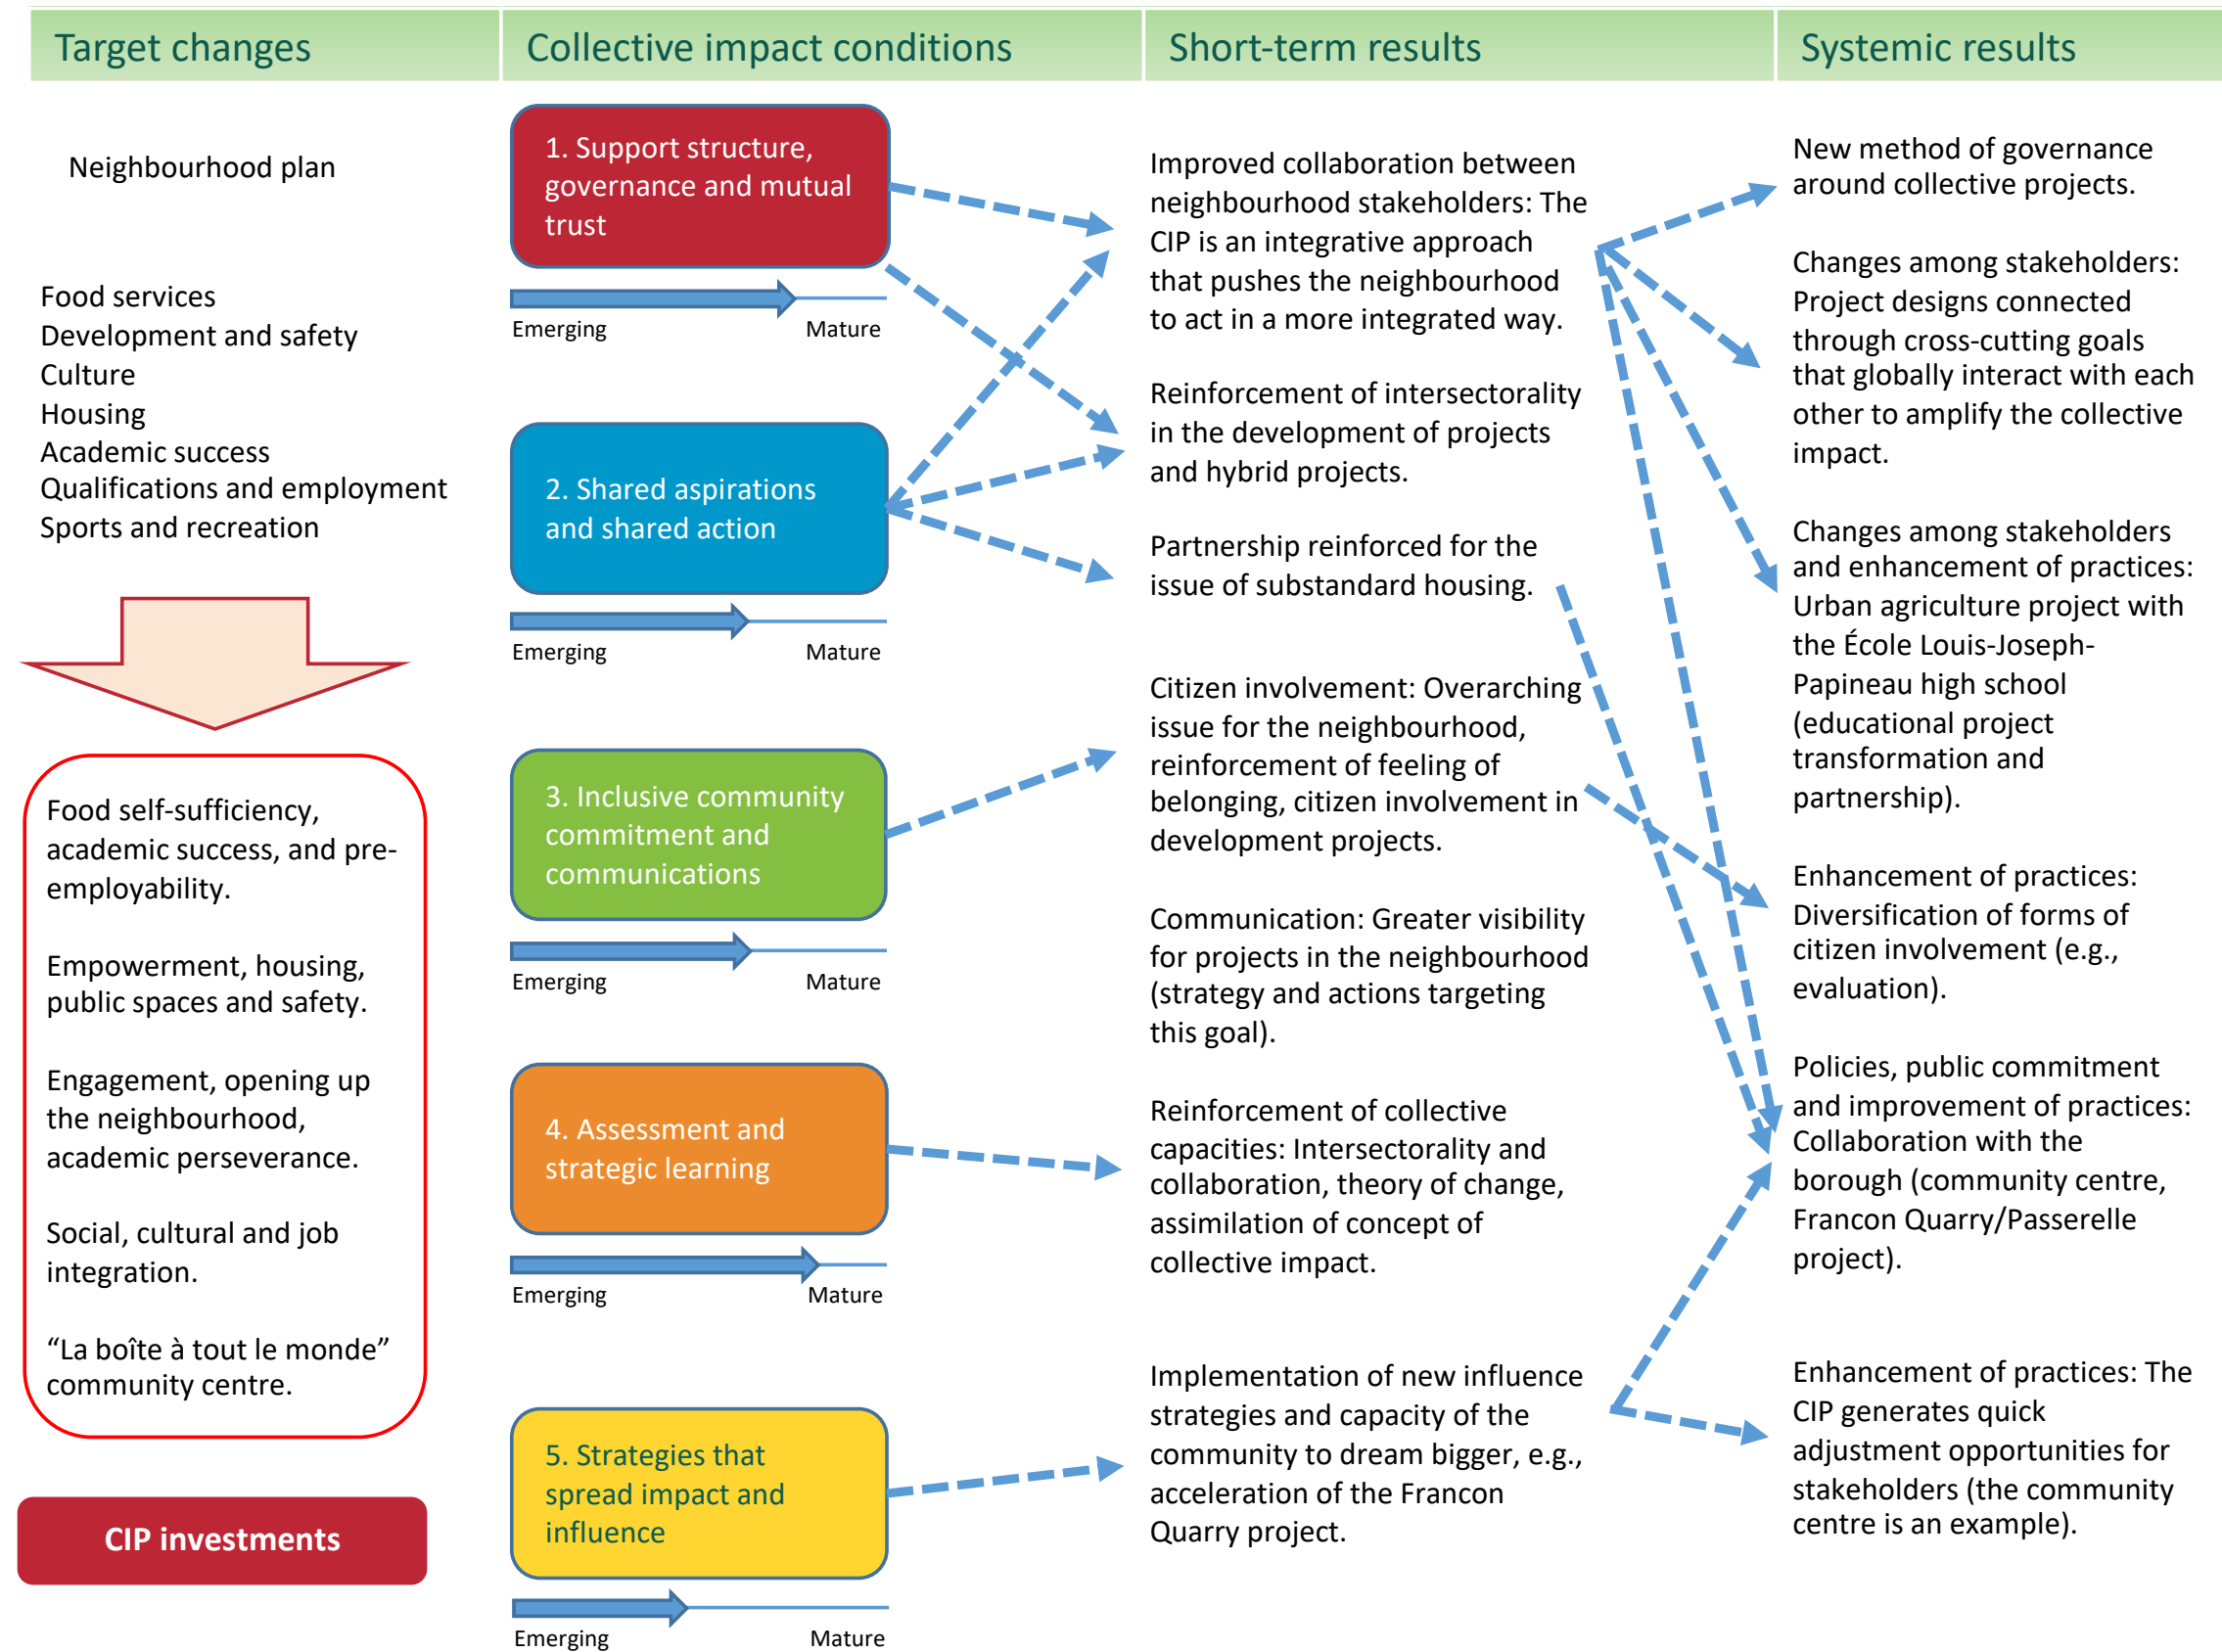 Target changes
Collective impact conditions
Short-term results
Systemic results
Neighbourhood plan
Food services
Development and safety
Culture
Housing
Academic success
Qualifications and employment
Sports and recreation
Food self-sufficiency,
academic success, and pre-
employability.
Empowerment, housing,
public spaces and safety.
Engagement, opening up
the neighbourhood,
academic perseverance.
Social, cultural and job
integration.
“La boîte à tout le monde”
community centre.
CIP investments
1. Support structure,
governance and mutual
trust
Emerging
Mature
2. Shared aspirations
and shared action
Emerging
Mature
3. Inclusive community
commitment and
communications
Emerging
Mature
4. Assessment and
strategic learning
Emerging
Mature
5. Strategies that
spread impact and
influence
Emerging
Mature
Improved collaboration between
neighbourhood stakeholders: The
CIP is an integrative approach
that pushes the neighbourhood
to act in a more integrated way.
Reinforcement of intersectorality
in the development of projects
and hybrid projects.
Partnership reinforced for the
issue of substandard housing.
Citizen involvement: Overarching
issue for the neighbourhood,
reinforcement of feeling of
belonging, citizen involvement in
development projects.
Communication: Greater visibility
for projects in the neighbourhood
(strategy and actions targeting
this goal).
Reinforcement of collective
capacities: Intersectorality and
collaboration, theory of change,
assimilation of concept of
collective impact.
Implementation of new influence
strategies and capacity of the
community to dream bigger, e.g.,
acceleration of the Francon
Quarry project.
New method of governance
around collective projects.
Changes among stakeholders:
Project designs connected
through cross-cutting goals
that globally interact with each
other to amplify the collective
impact.
Changes among stakeholders
and enhancement of practices:
Urban agriculture project with
the École Louis-Joseph-
Papineau high school
(educational project
transformation and
partnership).
Enhancement of practices:
Diversification of forms of
citizen involvement (e.g.,
evaluation).
Policies, public commitment
and improvement of practices:
Collaboration with the
borough (community centre,
Francon Quarry/Passerelle
project).
Enhancement of practices: The
CIP generates quick
adjustment opportunities for
stakeholders (the community
centre is an example).